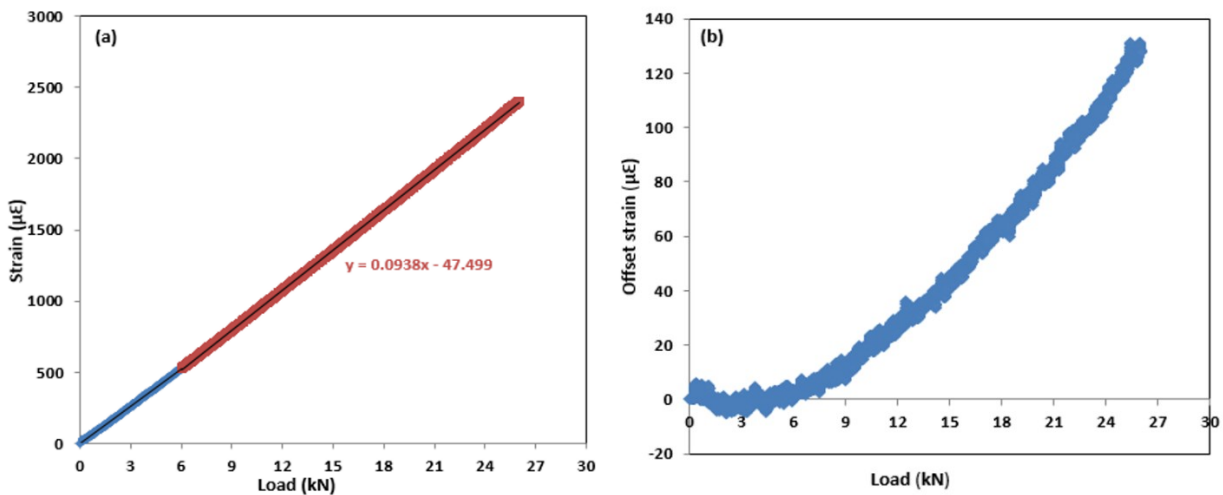 (a)
3000
2500
2000
1500
1000
500
0
Strain (µƐ)
y = 0.0938x - 47.499
0 3 6 9 12 15 18 21 24 27 30
Load (kN)
(b)
140
120
100
80
60
40
20
0
-20
Offset strain (µƐ)
0 3 6 9 12 15 18 21 24 27 30
Load (kN)